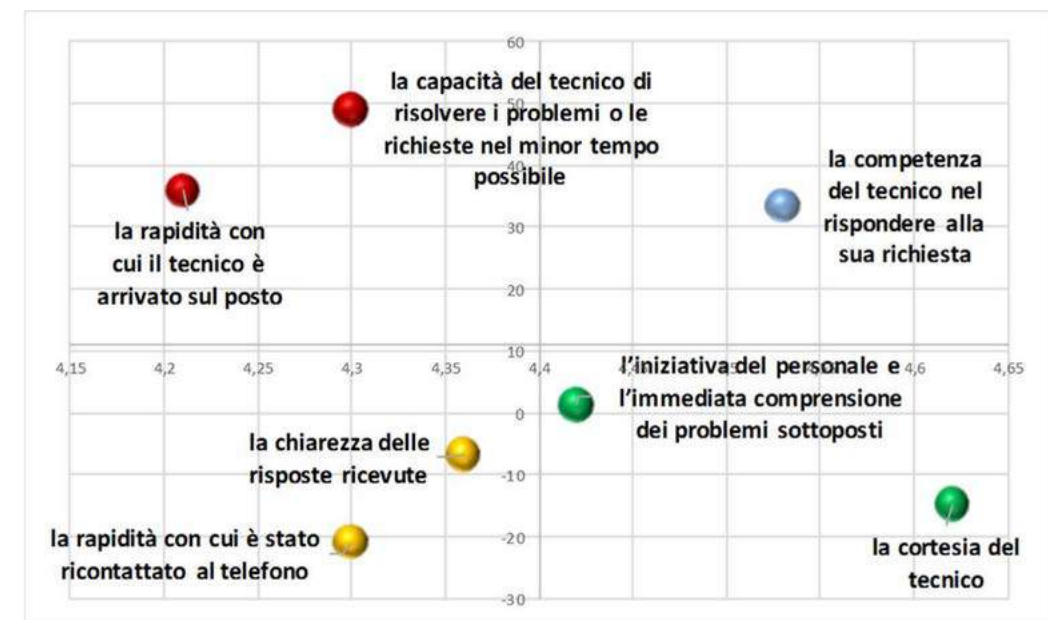 60
la capacità del tecnico di
50
risolvere i problemi o le
richieste nel minor tempo
40
possibile
la competenza
del tecnico nel
rispondere alla
sua richiesta
la rapidità con
cui il tecnico è
arrivato sul posto
30
20
10
4,15 4,2 4,25 4,3 4,35 4,4 4,6 4,65
l'iniziativa del personale e
l'immediata comprensione
dei problemi sottoposti
0
la chiarezza delle
risposte ricevute
-10
la rapidità con cui è stato
ricontattato al telefono
-20
la cortesia del
tecnico
-30